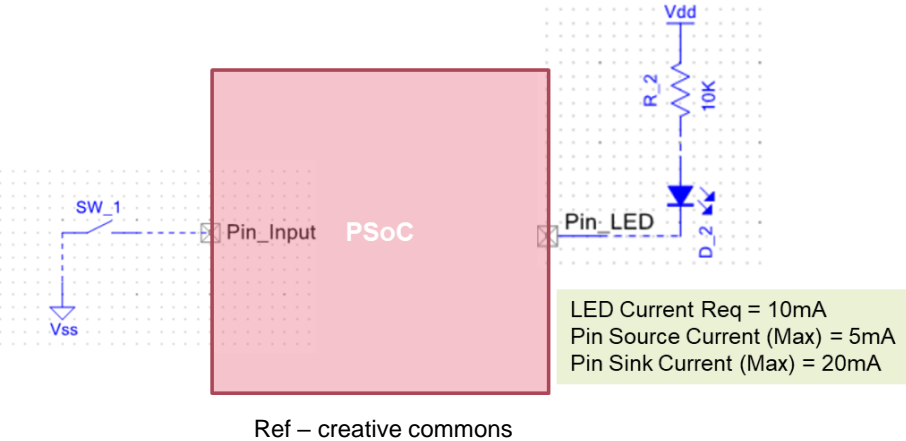 Vdd
R_2
10K
SW_1
Pin_Input
PSoC
Pin_LED
D_2
Vss
LED Current Req = 10mA
Pin Source Current (Max) = 5mA
Pin Sink Current (Max) = 20mA
Ref – creative commons